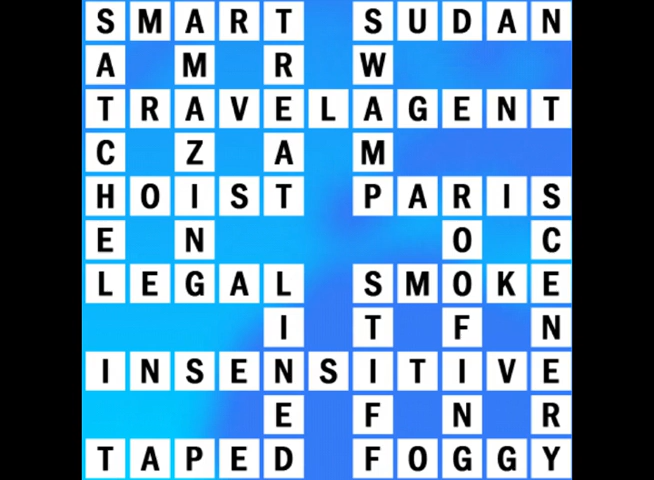 SMART SUDAN
A M R W
TRAVELAGENT
C Z A M
HOIST PARIS
E N O C
LEGAL SMOKE
I T F N
INSENSITIVE
E F N R
TAPED FOGGY